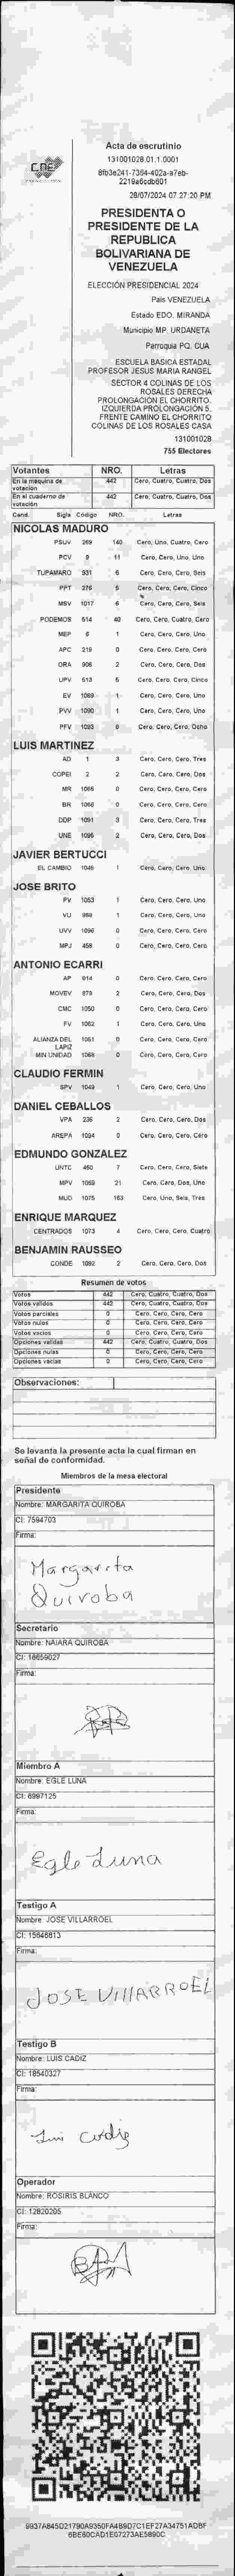 CNE
Acta de escrutinio
131001028.01.1.0001
8fb3e241-7364-402a-a7eb-
2219a6cdb601
28/07/2024 07:27:20 PM
PRESIDENTA O
PRESIDENTE DE LA
REPUBLICA
BOLIVARIANA DE
VENEZUELA
ELECCIÓN PRESIDENCIAL 2024
País VENEZUELA
Estado EDO. MIRANDA
Municipio MP. URDANETA
Parroquia PQ. CUA
ESCUELA BASICA ESTADAL
PROFESOR JESUS MARIA RANGEL
SECTOR 4 COLINAS DE LOS
ROSALES DERECHA
PROLONGACIÓN EL CHORRITO.
IZQUIERDA PROLONGACIÓN 5.
FRENTE CAMINO EL CHORRITO
COLINAS DE LOS ROSALES CASA
131001028
755 Electores
Votantes NRO. Letras
En la maquina de votación 442 Cero, Cuatro, Cuatro, Dos
En el cuaderno de votación 442 Cero, Cuatro, Cuatro, Dos
Cand. Sigla Código NRO. Letras
NICOLAS MADURO
PSUV 269 140 Cero, Uno, Cuatro, Cero
PCV 9 11 Cero, Cero, Uno, Uno
TUPAMARO 331 6 Cero, Cero, Cero, Seis
PPT 276 5 Cero, Cero, Cero, Cinco
MSV 1017 6 Cero, Cero, Cero, Seis
PODEMOS 514 40 Cero, Cero, Cuatro, Cero
MEP 6 1 Cero, Cero, Cero, Uno
APC 219 0 Cero, Cero, Cero, Cero
ORA 906 2 Cero, Cero, Cero, Dos
UPV 513 5 Cero, Cero, Cero, Cinco
EV 1089 1 Cero, Cero, Cero, Uno
PVV 1090 1 Cero, Cero, Cero, Uno
PFV 1093 8 Cero, Cero, Cero, Ocho
LUIS MARTINEZ
AD 1 3 Cero, Cero, Cero, Tres
COPEI 2 2 Cero, Cero, Cero, Dos
MR 1065 0 Cero, Cero, Cero, Cero
BR 1068 0 Cero, Cero, Cero, Cero
DDP 1091 3 Cero, Cero, Cero, Tres
UNE 1095 2 Cero, Cero, Cero, Dos
JAVIER BERTUCCI
EL CAMBIO 1045 1 Cero, Cero, Cero, Uno
JOSE BRITO
PV 1053 1 Cero, Cero, Cero, Uno
VU 968 1 Cero, Cero, Cero, Uno
UVV 1096 0 Cero, Cero, Cero, Cero
MPJ 458 0 Cero, Cero, Cero, Cero
ANTONIO ECARRI
AP 914 0 Cero, Cero, Cero, Cero
MOVEV 979 2 Cero, Cero, Cero, Dos
CMC 1050 0 Cero, Cero, Cero, Cero
FV 1062 1 Cero, Cero, Cero, Uno
ALIANZA DEL LAPIZ 1061 0 Cero, Cero, Cero, Cero
MIN UNIDAD 1068 0 Cero, Cero, Cero, Cero
CLAUDIO FERMIN
SPV 1049 1 Cero, Cero, Cero, Uno
DANIEL CEBALLOS
VPA 236 2 Cero, Cero, Cero, Dos
AREPA 1094 0 Cero, Cero, Cero, Cero
EDMUNDO GONZALEZ
UNTC 460 7 Cero, Cero, Cero, Siete
MPV 1069 21 Cero, Cero, Dos, Uno
MUD 1075 163 Cero, Uno, Seis, Tres
ENRIQUE MARQUEZ
CENTRADOS 1073 4 Cero, Cero, Cero, Cuatro
BENJAMIN RAUSSEO
CONDE 1092 2 Cero, Cero, Cero, Dos
Resumen de votos
Votos 442 Cero, Cuatro, Cuatro, Dos
Votos validos 442 Cero, Cuatro, Cuatro, Dos
Votos parciales 0 Cero, Cero, Cero, Cero
Votos nulos 0 Cero, Cero, Cero, Cero
Votos vacios 0 Cero, Cero, Cero, Cero
Opciones validas 442 Cero, Cuatro, Cuatro, Dos
Opciones nulas 0 Cero, Cero, Cero, Cero
Opciones vacias 0 Cero, Cero, Cero, Cero
Observaciones:
Se levanta la presente acta la cual firman en
señal de conformidad.
Miembros de la mesa electoral
Presidente
Nombre: MARGARITA QUIROBA
CI: 7594703
Firma:
Margarita
Quiroba
Secretario
Nombre: NAIARA QUIROBA
CI: 16659027
Firma:
Miembro A
Nombre: EGLE LUNA
CI: 6997125
Firma:
Egle Luna
Testigo A
Nombre: JOSE VILLARROEL
CI: 15646813
Firma:
JOSE VIllARROEL
Testigo B
Nombre: LUIS CADIZ
CI: 18540327
Firma:
Luis Cadiz
Operador
Nombre: ROSIRIS BLANCO
CI: 12820205
Firma:
9937A845D21790A9350FA4B9D7C1EF27A34751ADBF
6BE60CAD1E67273AE5890C